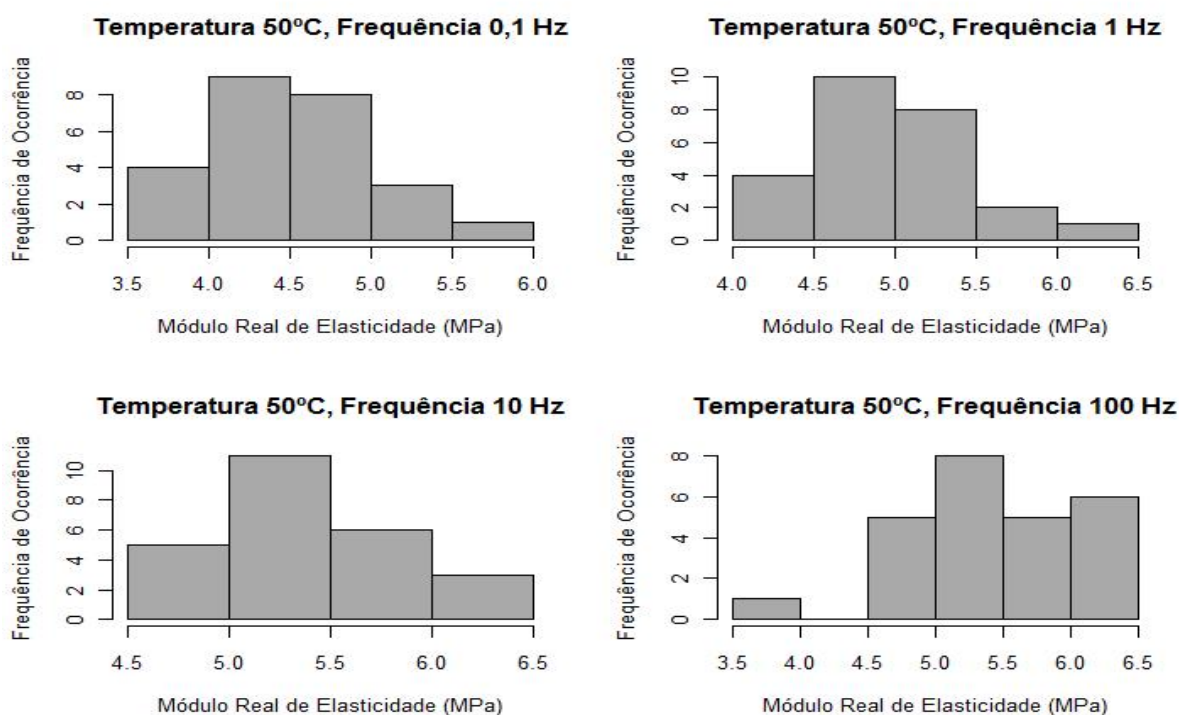 Temperatura 50ºC, Frequência 0,1 Hz
Frequência de Ocorrência
8
6
4
2
0
3.5 4.0 4.5 5.0 5.5 6.0
Módulo Real de Elasticidade (MPa)
Temperatura 50ºC, Frequência 1 Hz
Frequência de Ocorrência
10
8
6
4
2
0
4.0 4.5 5.0 5.5 6.0 6.5
Módulo Real de Elasticidade (MPa)
Temperatura 50ºC, Frequência 10 Hz
Frequência de Ocorrência
10
8
6
4
2
0
4.5 5.0 5.5 6.0 6.5
Módulo Real de Elasticidade (MPa)
Temperatura 50ºC, Frequência 100 Hz
Frequência de Ocorrência
8
6
4
2
0
3.5 4.0 4.5 5.0 5.5 6.0 6.5
Módulo Real de Elasticidade (MPa)